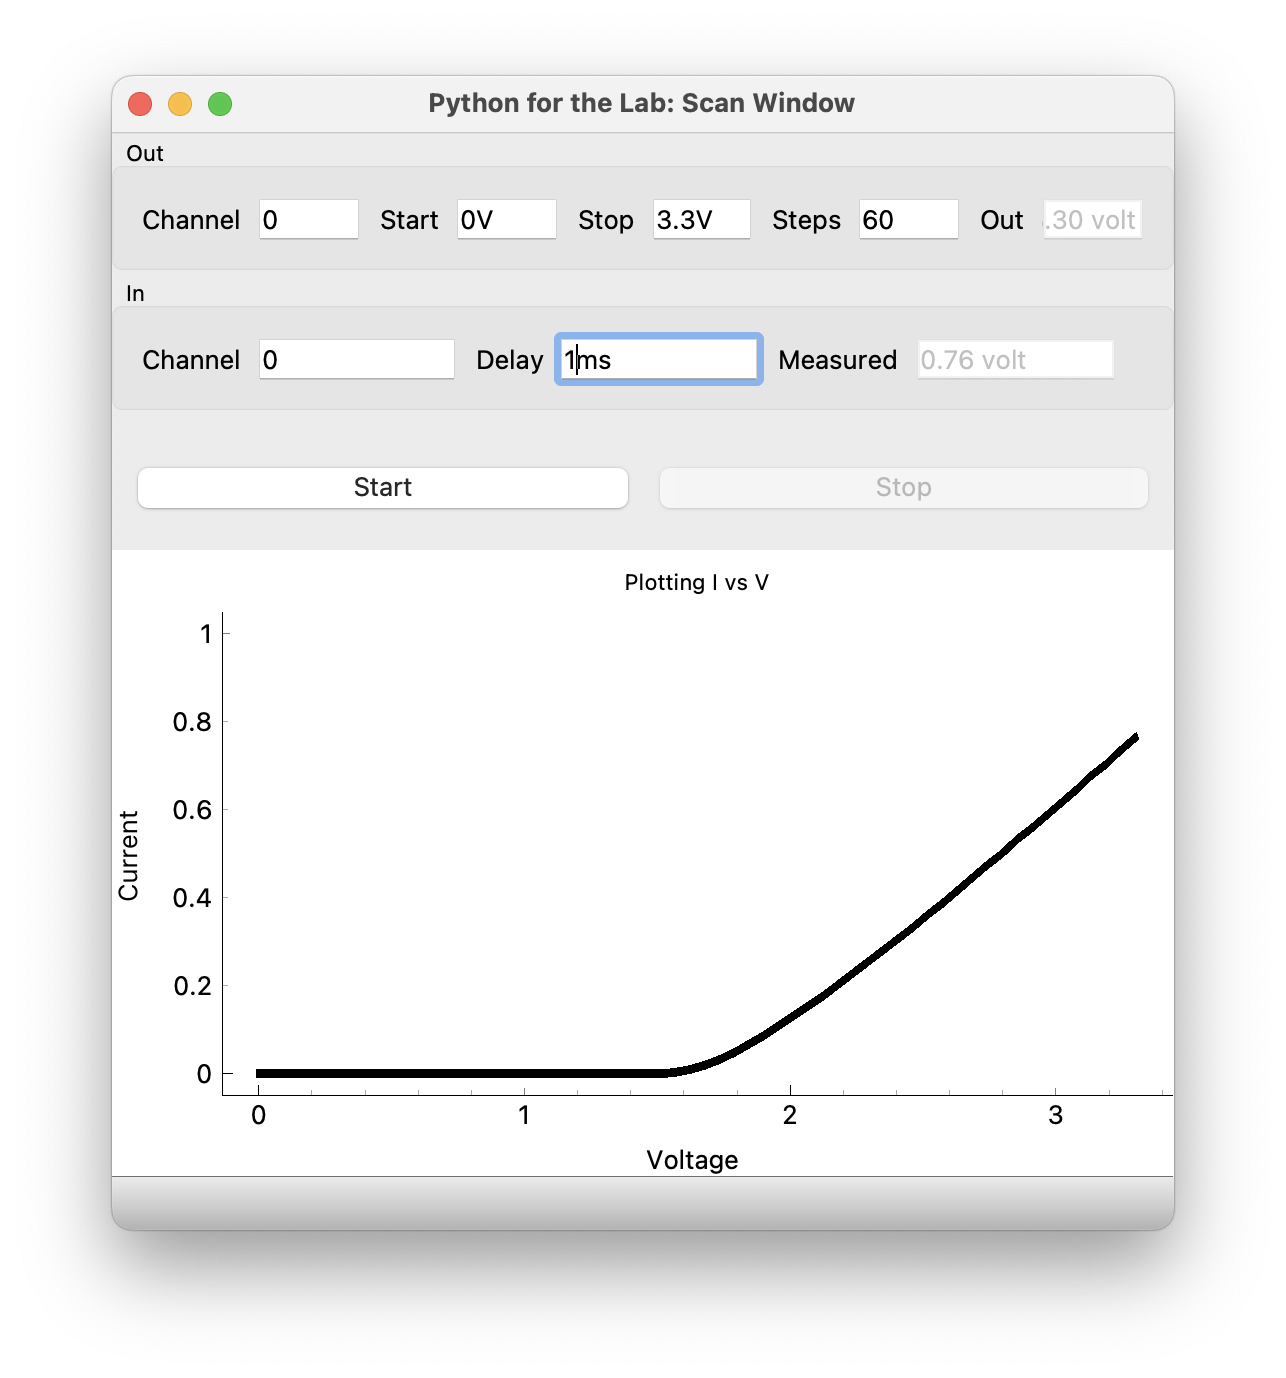 Python for the Lab: Scan Window
Out
Channel 0 Start 0V Stop 3.3V Steps 60 Out .30 volt
In
Channel 0 Delay 1ms Measured 0.76 volt
Start Stop
Plotting I vs V
1
0.8
0.6
0.4
0.2
0
Current
0 1 2 3
Voltage